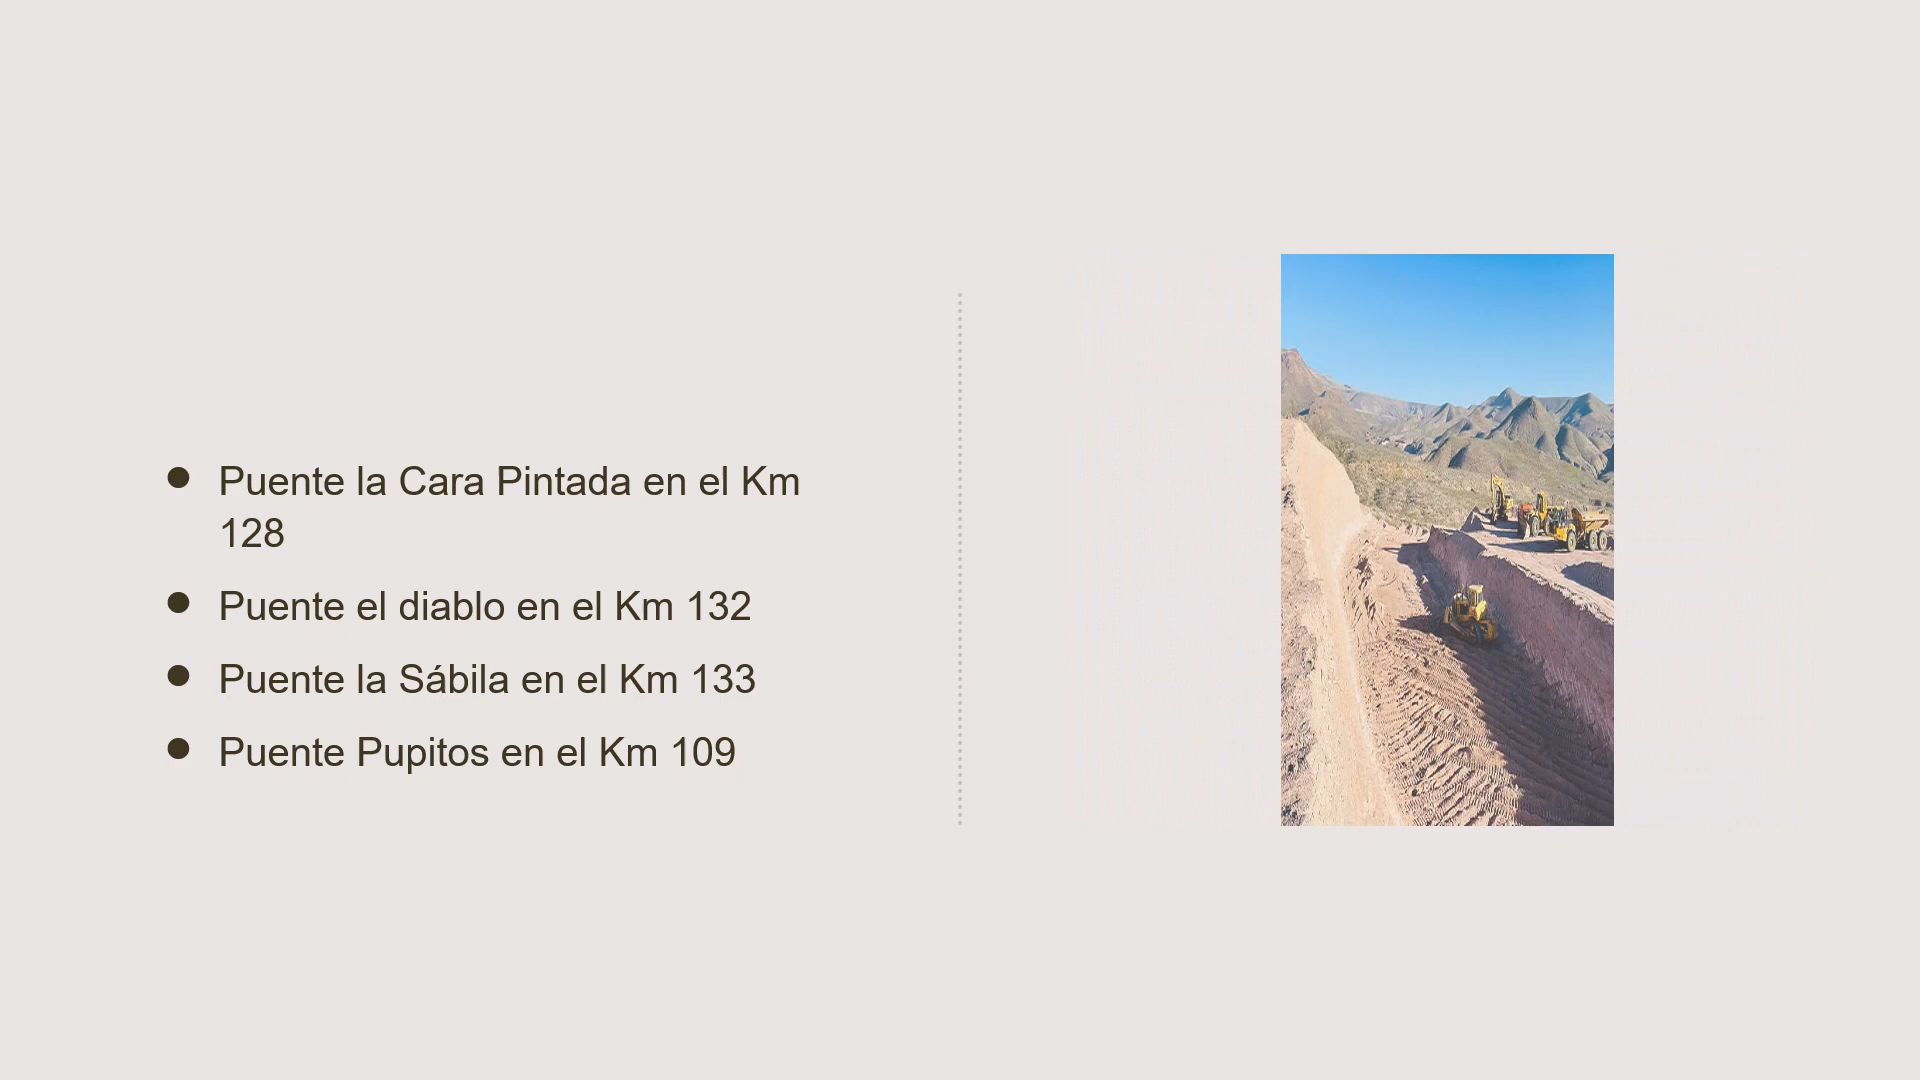 Puente la Cara Pintada en el Km
128
Puente el diablo en el Km 132
Puente la Sábila en el Km 133
Puente Pupitos en el Km 109